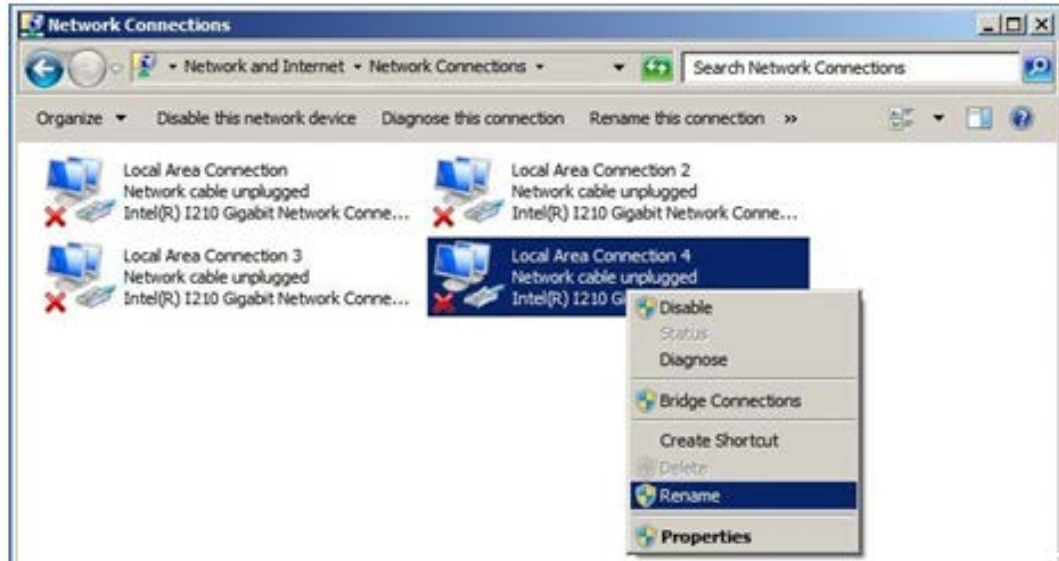 Network Connections
Network and Internet Network Connections
Search Network Connections
Organize Disable this network device Diagnose this connection Rename this connection »
Local Area Connection
Network cable unplugged
Intel(R) I210 Gigabit Network Conne...
Local Area Connection 2
Network cable unplugged
Intel(R) I210 Gigabit Network Conne...
Local Area Connection 3
Network cable unplugged
Intel(R) I210 Gigabit Network Conne...
Local Area Connection 4
Network cable unplugged
Intel(R) I210 Gi
Disable
Status
Diagnose
Bridge Connections
Create Shortcut
Delete
Rename
Properties